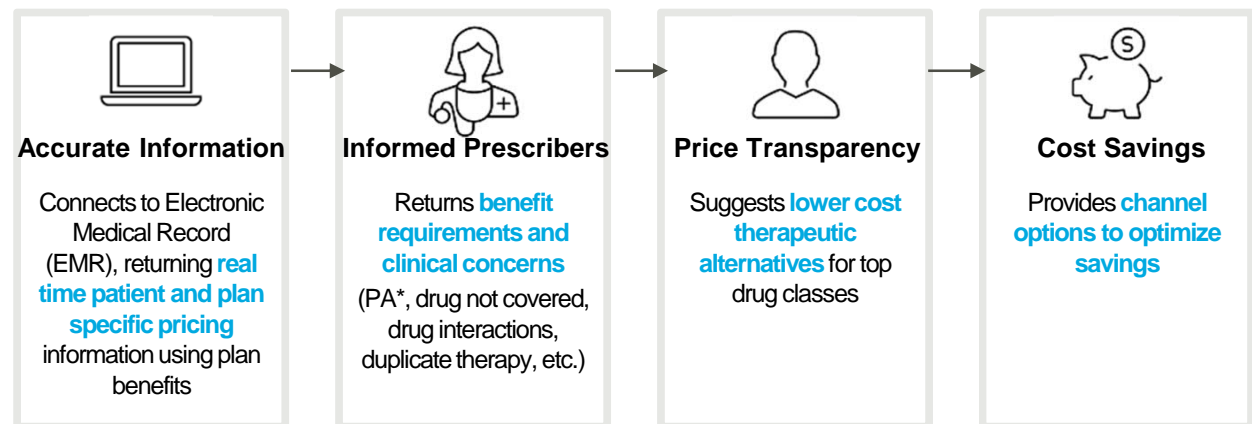 Accurate Information
Connects to Electronic
Medical Record
(EMR), returning real
time patient and plan
specific pricing
information using plan
benefits
Informed Prescribers
Returns benefit
requirements and
clinical concerns
(PA*, drug not covered,
drug interactions,
duplicate therapy, etc.)
Price Transparency
Suggests lower cost
therapeutic
alternatives for top
drug classes
S
Cost Savings
Provides channel
options to optimize
savings